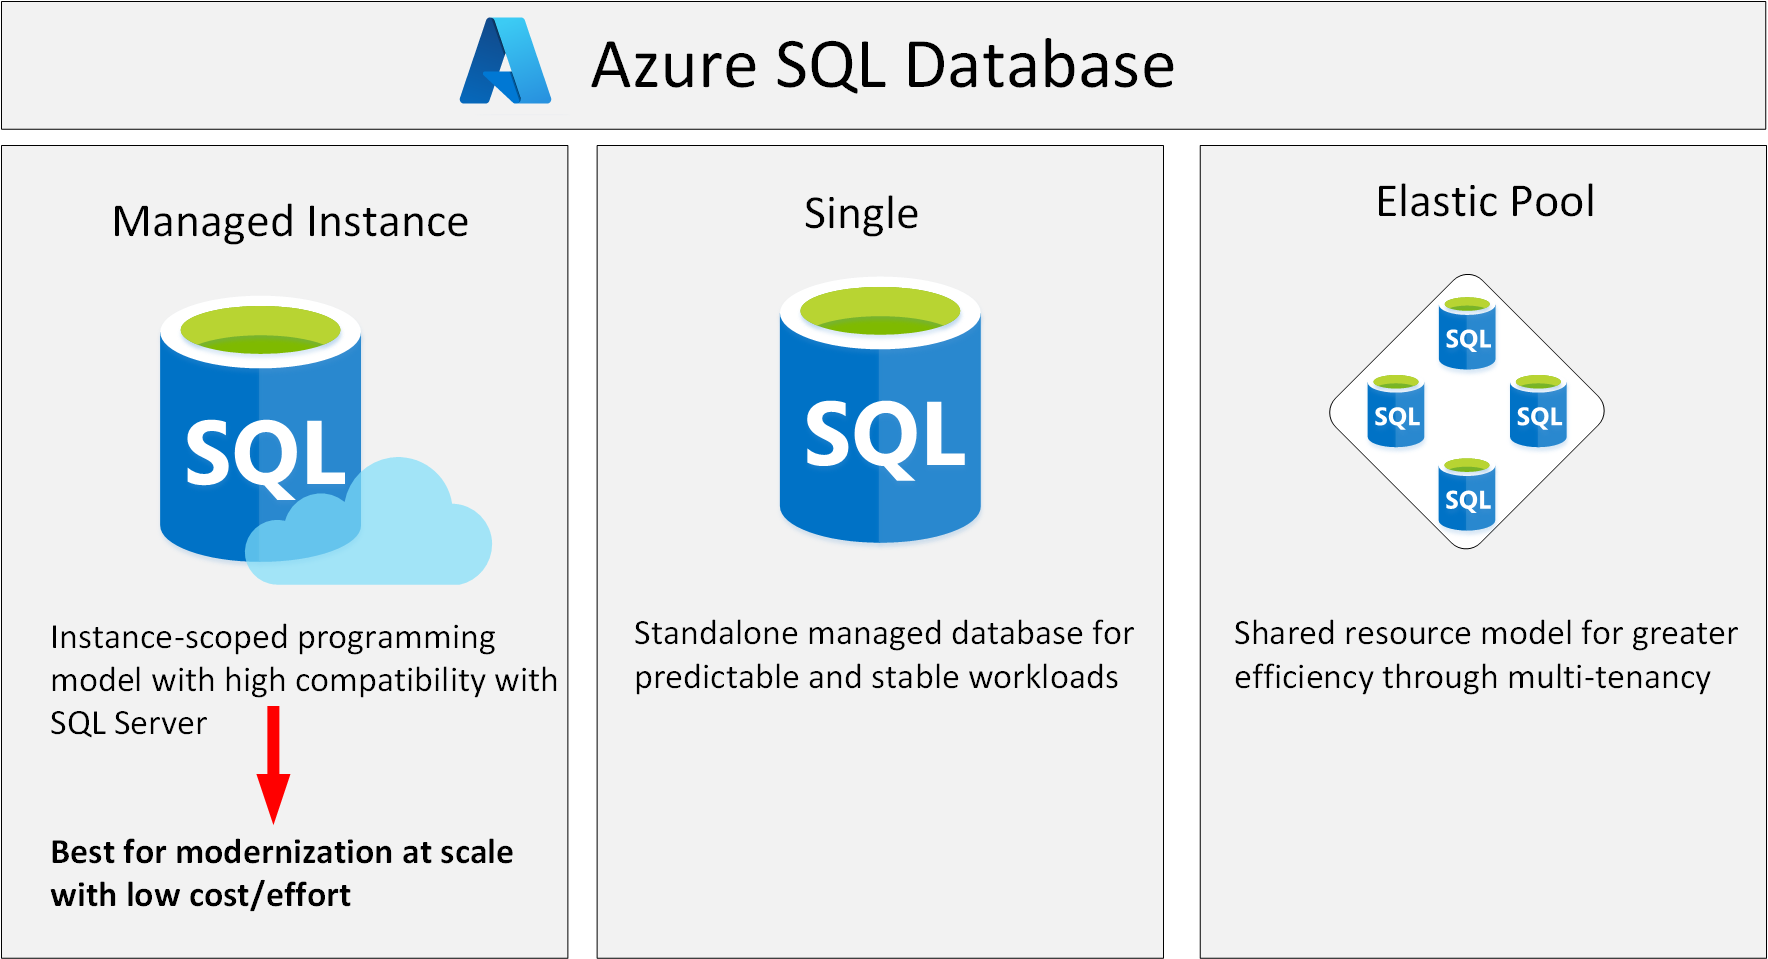 Azure SQL Database
Managed Instance
SQL
Instance-scoped programming
model with high compatibility with
SQL Server
Best for modernization at scale
with low cost/effort
Single
SQL
Standalone managed database for
predictable and stable workloads
Elastic Pool
SQL
SQL
SQL
SQL
Shared resource model for greater
efficiency through multi-tenancy